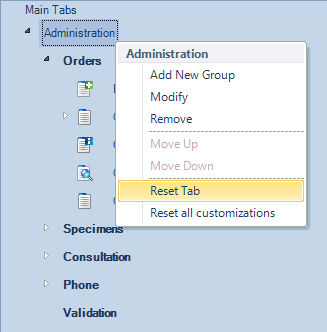 Main Tabs
Administration
Orders
Administration
Add New Group
Modify
Remove
Move Up
Move Down
Reset Tab
Reset all customizations
Specimens
Consultation
Phone
Validation